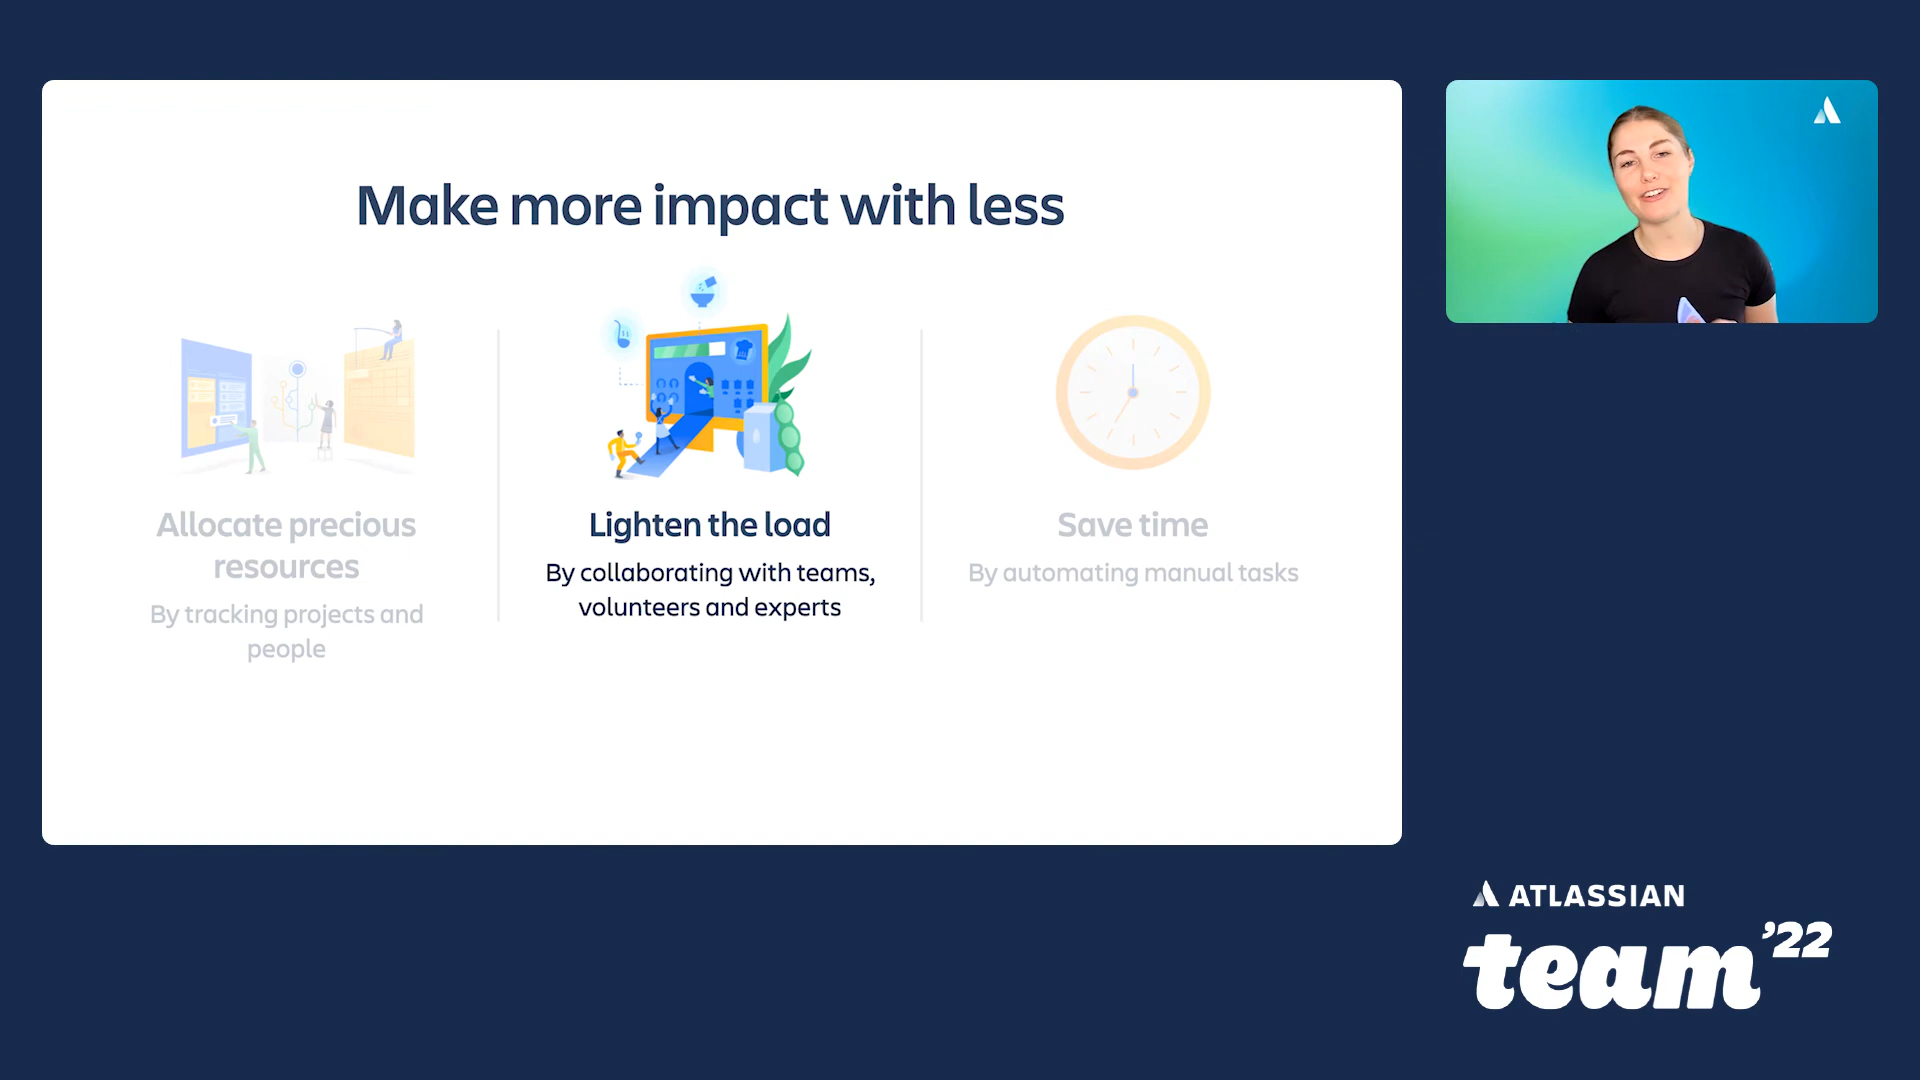 Make more impact with less
Allocate precious
resources
By tracking projects and
people
Lighten the load
By collaborating with teams,
volunteers and experts
Save time
By automating manual tasks
ATLASSIAN
team '22